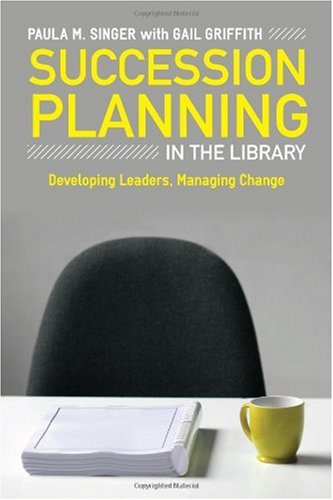 PAULA M. SINGER with GAIL GRIFFITH
SUCCESSION
PLANNING
IN THE LIBRARY
Developing Leaders, Managing Change